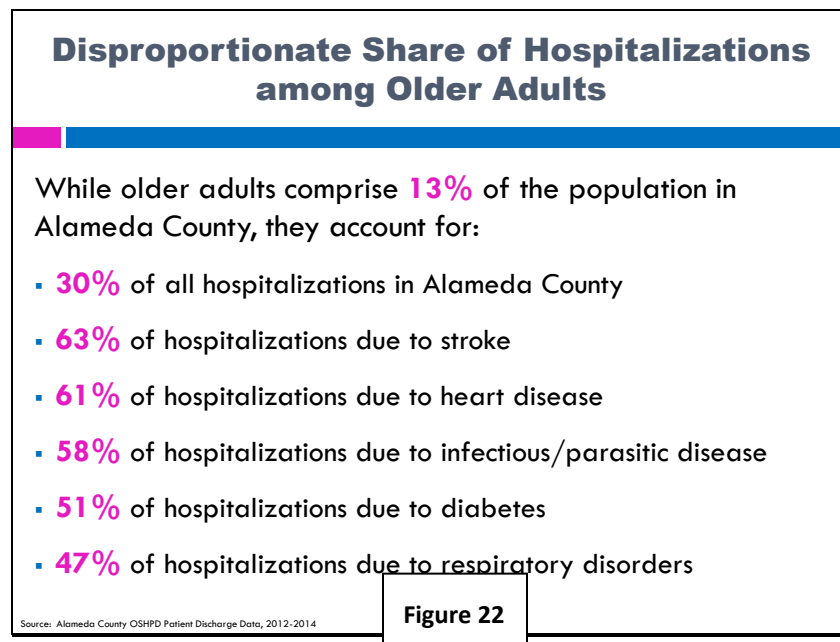 Disproportionate Share of Hospitalizations
among Older Adults
While older adults comprise 13% of the population in
Alameda County, they account for:
▪ 30% of all hospitalizations in Alameda County
▪ 63% of hospitalizations due to stroke
▪ 61% of hospitalizations due to heart disease
▪ 58% of hospitalizations due to infectious/parasitic disease
▪ 51% of hospitalizations due to diabetes
▪ 47% of hospitalizations due to respiratory disorders
Source: Alameda County OSHPD Patient Discharge Data, 2012-2014
Figure 22